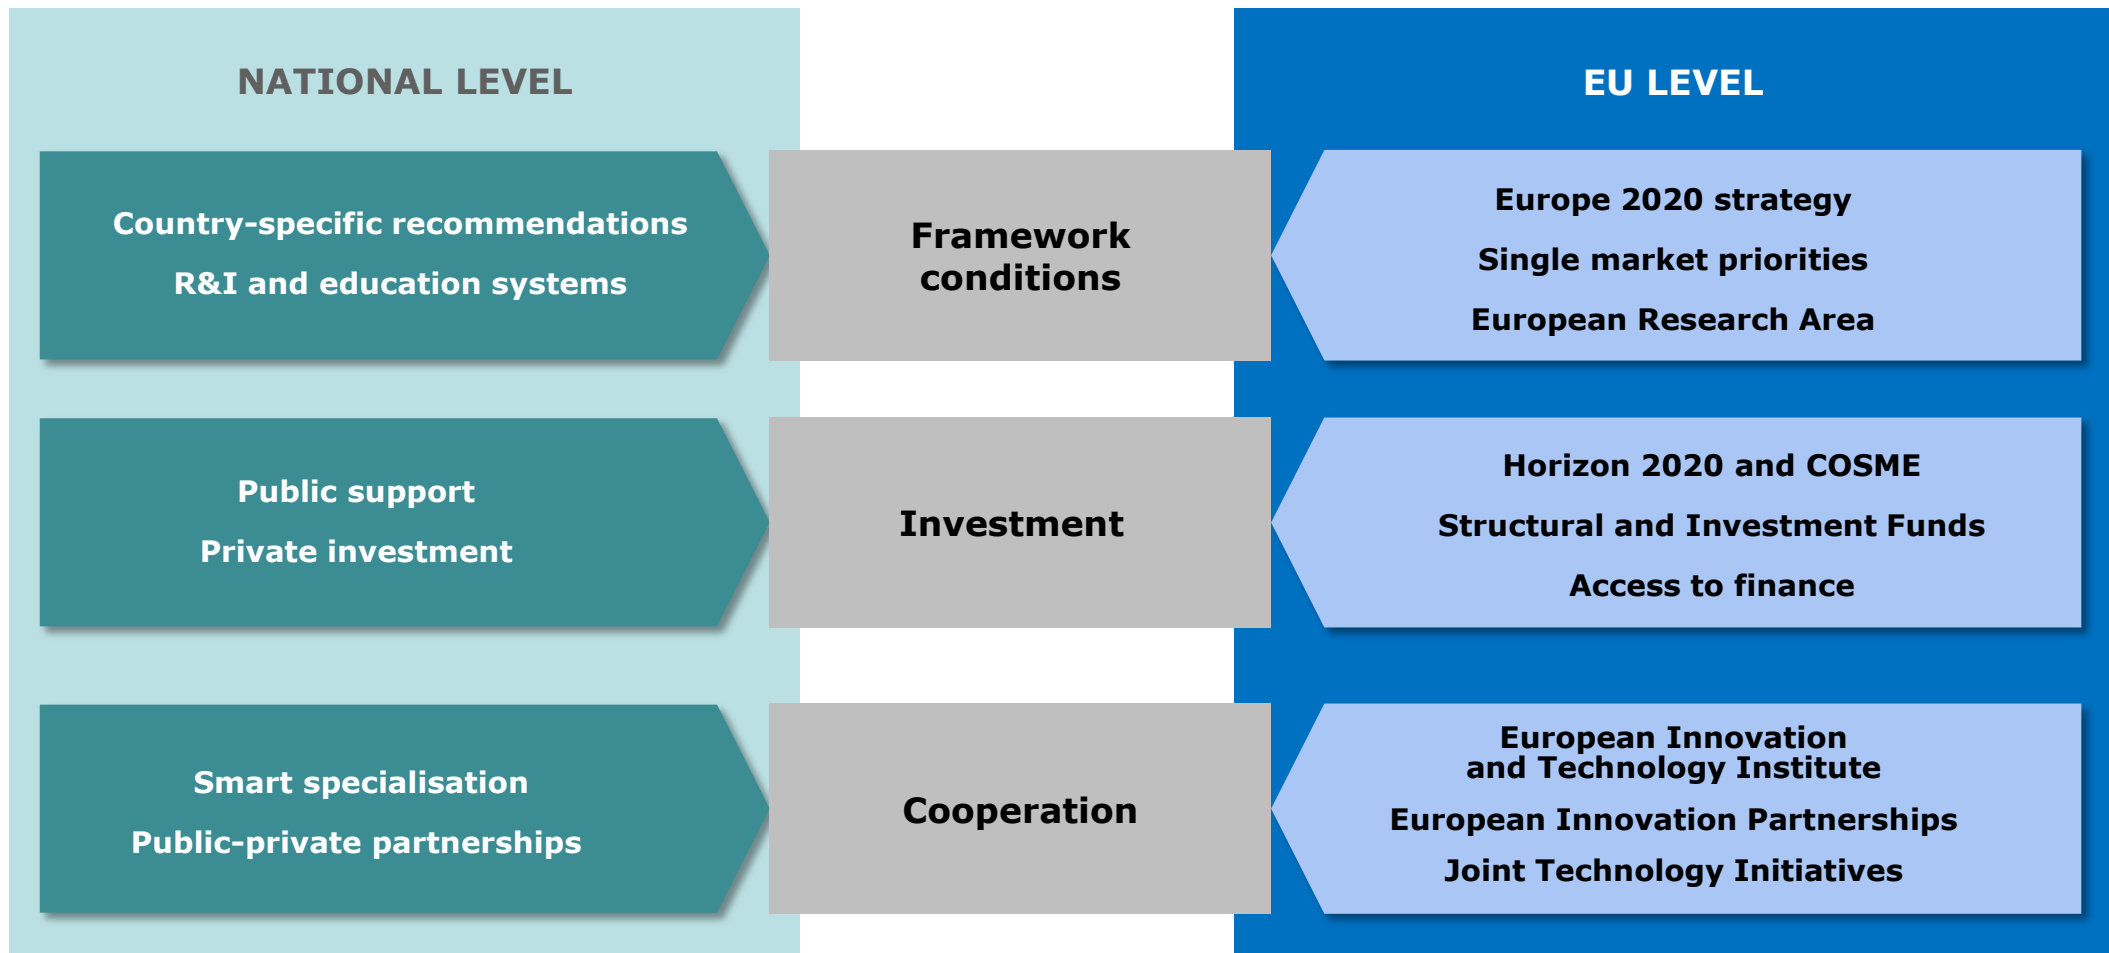 NATIONAL LEVEL
EU LEVEL
Country-specific recommendations
R&I and education systems
Framework
conditions
Europe 2020 strategy
Single market priorities
European Research Area
Public support
Private investment
Investment
Horizon 2020 and COSME
Structural and Investment Funds
Access to finance
Smart specialisation
Public-private partnerships
Cooperation
European Innovation
and Technology Institute
European Innovation Partnerships
Joint Technology Initiatives